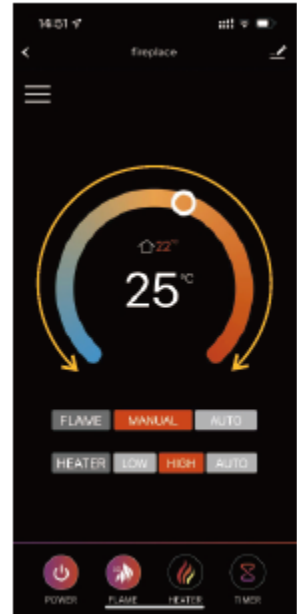 14:51
fireplace
22°
25°C
FLAME MANUAL AUTO
HEATER LOW HIGH AUTO
POWER FLAME HEATER TIMER